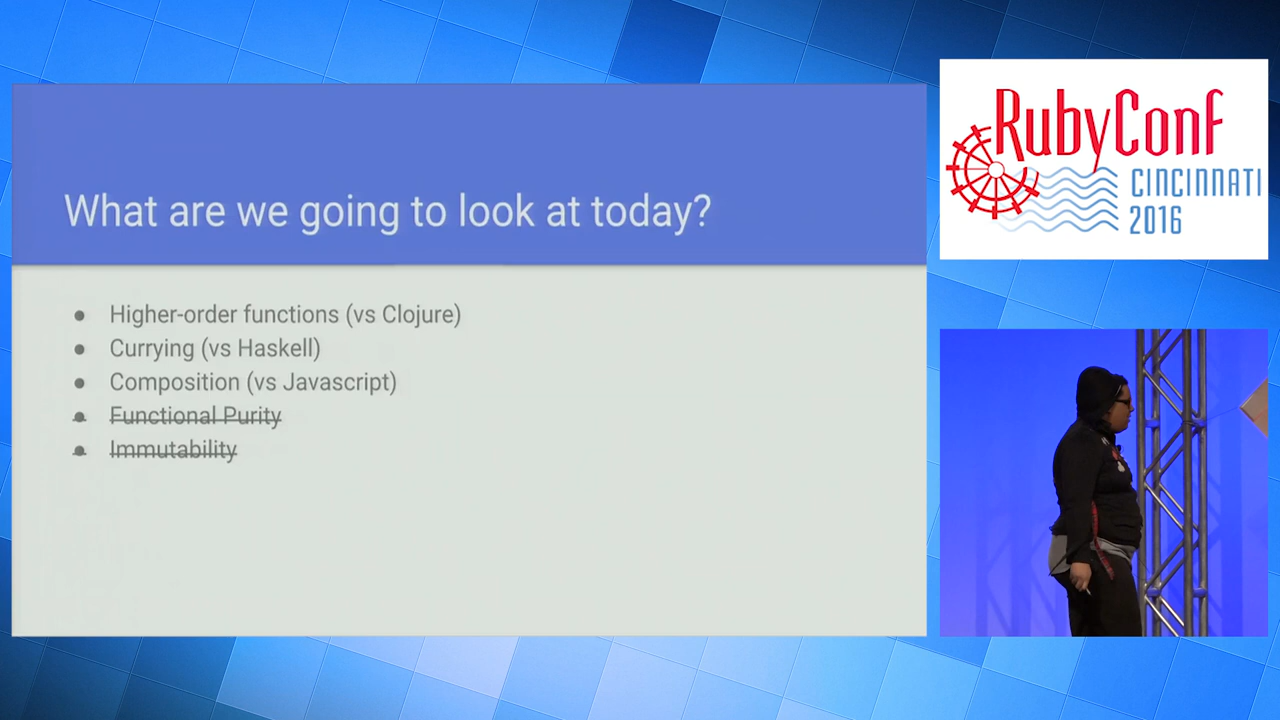 What are we going to look at today?
Higher-order functions (vs Clojure)
Currying (vs Haskell)
Composition (vs Javascript)
Functional Purity
Immutability
RubyConf
CINCINNATI
2016